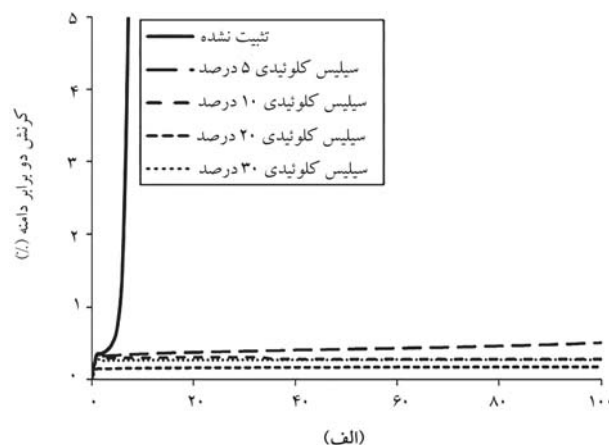 ۵
۴
۳
۲
۱
۰
کرنش دو برابر دامنه (٪)
تثبیت نشده
سیلیس کلوئیدی ۵ درصد
سیلیس کلوئیدی ۱۰ درصد
سیلیس کلوئیدی ۲۰ درصد
سیلیس کلوئیدی ۳۰ درصد
۰ ۲۰ ۴۰ ۶۰ ۸۰ ۱۰۰
(الف)